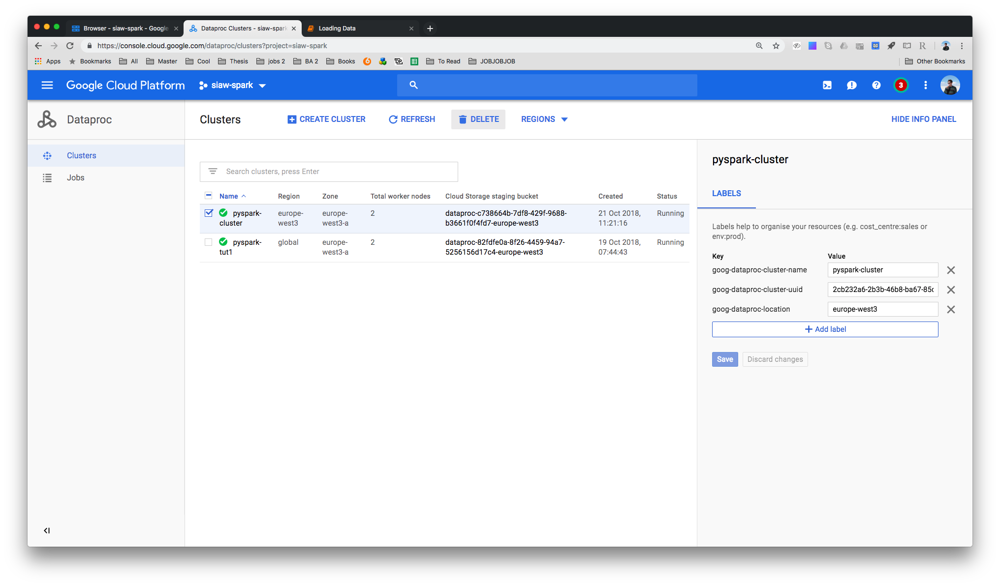 Browser - siaw-spark - Google
Dataproc Clusters - siaw-spark
Loading Data
https://console.cloud.google.com/dataproc/clusters?project=siaw-spark
R
Apps
Bookmarks
All
Master
Cool
Thesis
jobs 2
BA 2
Books
DP
To Read
JOBJOBJOB
Other Bookmarks
Google Cloud Platform
siaw-spark
3
Dataproc
Clusters
CREATE CLUSTER
REFRESH
DELETE
REGIONS
HIDE INFO PANEL
Clusters
Jobs
Search clusters, press Enter
Name Region Zone Total worker nodes Cloud Storage staging bucket Created Status
pyspark- europe- europe- 2 dataproc-c738664b-7df8-429f-9688- 21 Oct 2018, Running
cluster west3 west3-a b3661f0f4fd7-europe-west3 11:21:16
pyspark- global europe- 2 dataproc-82fdfe0a-8f26-4459-94a7- 19 Oct 2018, Running
tut1 west3-a 5256156d17c4-europe-west3 07:44:43
pyspark-cluster
LABELS
Labels help to organise your resources (e.g. cost_centre:sales or
env:prod).
Key Value
goog-dataproc-cluster-name pyspark-cluster
goog-dataproc-cluster-uuid 2cb232a6-2b3b-46b8-ba67-85c
goog-dataproc-location europe-west3
Add label
Save Discard changes